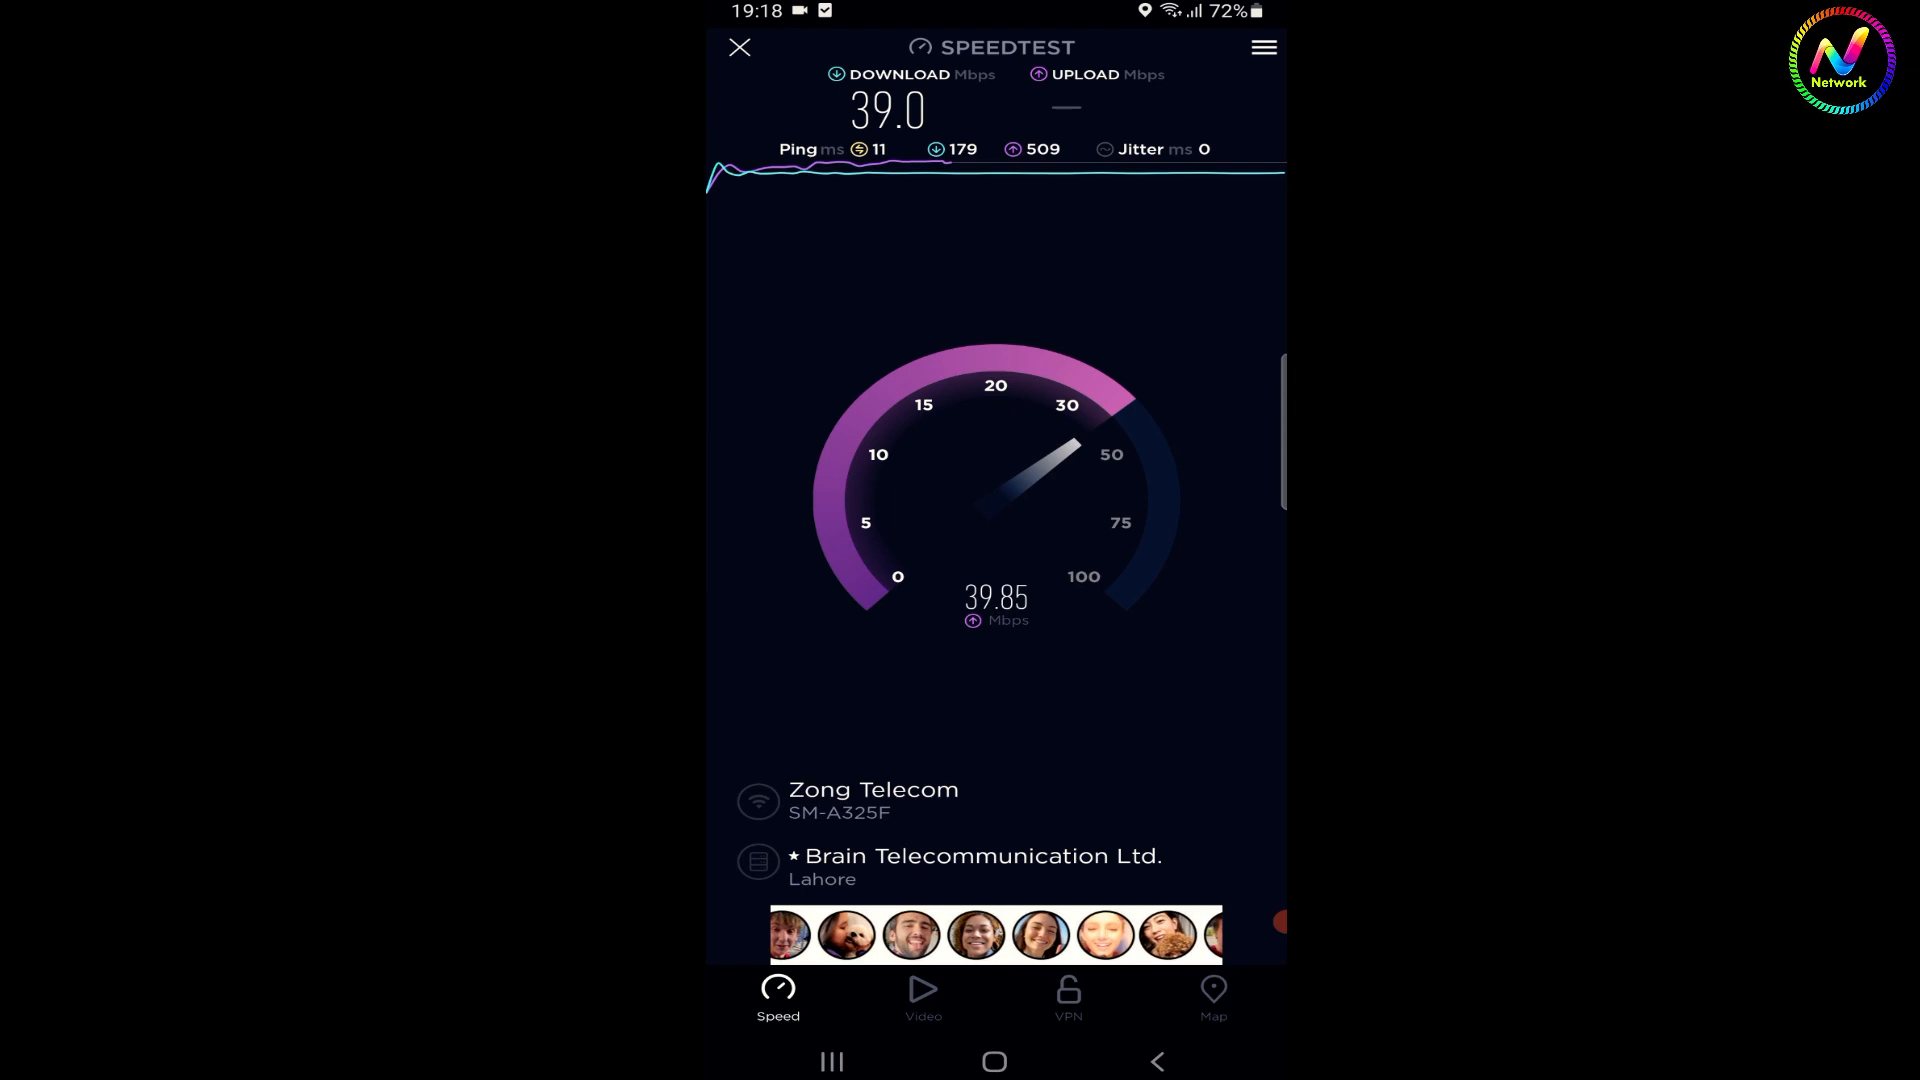 19:18 72%
SPEEDTEST
DOWNLOAD Mbps UPLOAD Mbps
39.0 —
Ping ms 11 179 509 Jitter ms 0
20
15 30
10 50
5 75
0 100
39.85
Mbps
Zong Telecom
SM-A325F
Brain Telecommunication Ltd.
Lahore
Speed Video VPN Map
N
Network